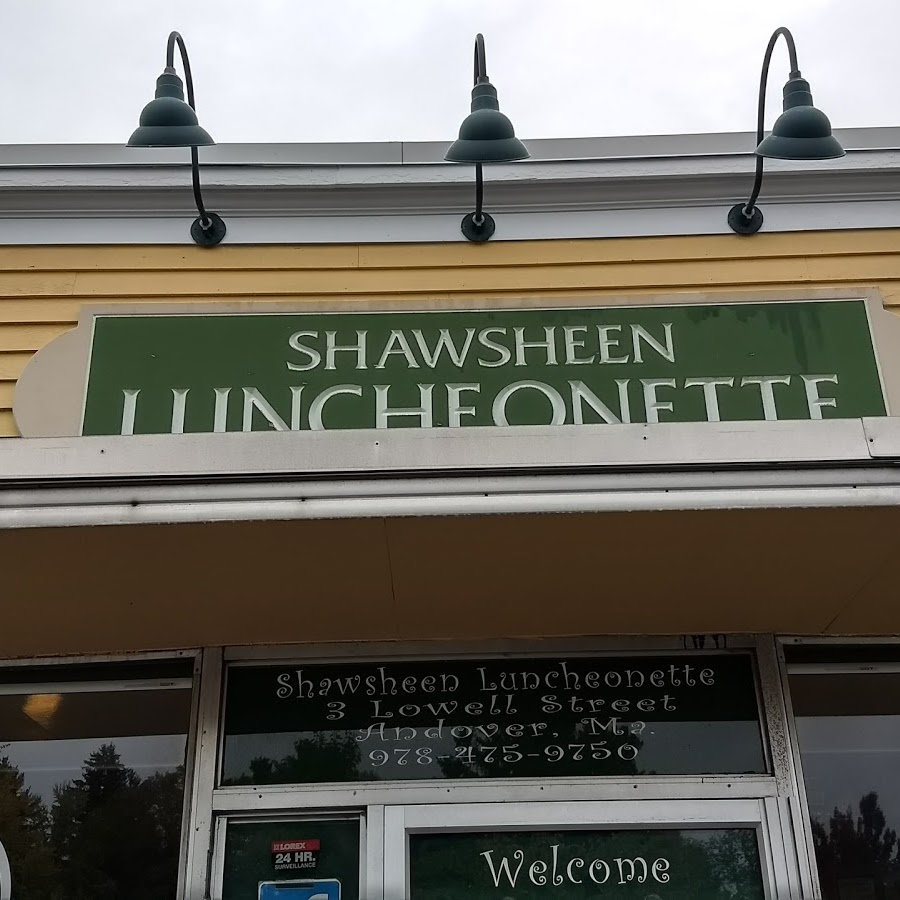 SHAWSHEEN
LUNCHEONETTE
Shawsheen Luncheonette
3 Lowell Street
Andover, Ma.
978-475-9750
LOREX
24 HR.
SURVEILLANCE
Welcome